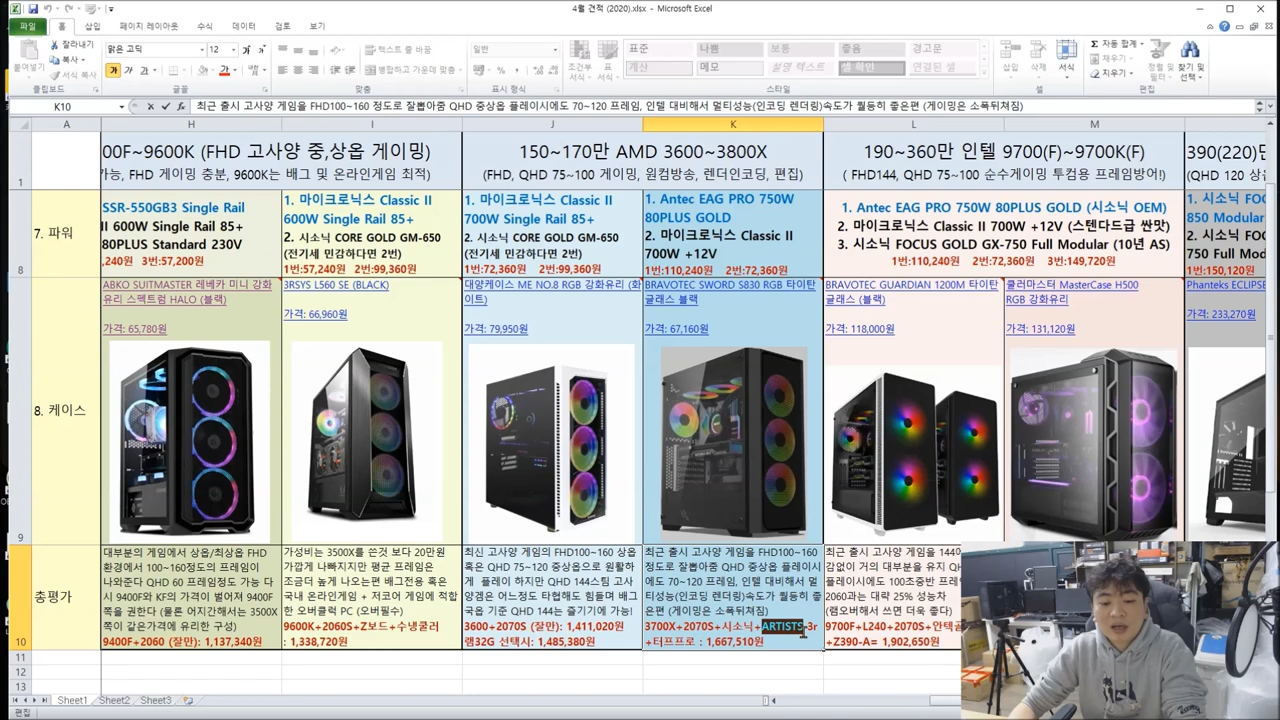 4월 견적 (2020).xlsx - Microsoft Excel
파일 홈 삽입 페이지 레이아웃 수식 데이터 검토 보기
잘라내기
복사
서식 복사
붙여넣기
클립보드
맑은 고딕 12
글꼴
텍스트 줄 바꿈
병합하고 가운데 맞춤
맞춤
일반
표시 형식
조건부 서식
표 서식
표준 나쁨 보통 좋음 경고문
계산 메모 설명 텍스트 셀 확인 연결된 셀
스타일
삽입 삭제 서식
셀
자동 합계
채우기
지우기
정렬 및 필터
찾기 및 선택
편집
K10
최근 출시 고사양 게임을 FHD100~160 정도로 잘뽑아줌 QHD 중상옵 플레이시에도 70~120 프레임, 인텔 대비해서 멀티성능(인코딩 렌더링)속도가 월등히 좋은편 (게이밍은 소폭뒤쳐짐)
A H I J K L M
1
00F~9600K (FHD 고사양 중,상옵 게이밍)
가능, FHD 게이밍 충분, 9600K는 배그 및 온라인게임 최적)
150~170만 AMD 3600~3800X
(FHD, QHD 75~100 게이밍, 원컴방송, 렌더인코딩, 편집)
190~360만 인텔 9700(F)~9700K(F)
( FHD144, QHD 75~100 순수게이밍 투컴용 프레임방어!)
390(220)만
(QHD 120 상옵
8
7. 파워
SSR-550GB3 Single Rail
II 600W Single Rail 85+
80PLUS Standard 230V
,240원 3번:57,200원
1. 마이크로닉스 Classic II
600W Single Rail 85+
2. 시소닉 CORE GOLD GM-650
(전기세 민감하다면 2번)
1번:57,240원 2번:99,360원
1. 마이크로닉스 Classic II
700W Single Rail 85+
2. 시소닉 CORE GOLD GM-650
(전기세 민감하다면 2번)
1번:72,360원 2번:99,360원
1. Antec EAG PRO 750W
80PLUS GOLD
2. 마이크로닉스 Classic II
700W +12V
1번:110,240원 2번:72,360원
1. Antec EAG PRO 750W 80PLUS GOLD (시소닉 OEM)
2. 마이크로닉스 Classic II 700W +12V (스텐다드급 싼맛)
3. 시소닉 FOCUS GOLD GX-750 Full Modular (10년 AS)
1번:110,240원 2번:72,360원 3번:149,720원
1. 시소닉 FOC
850 Modular
2. 시소닉 FOC
750 Full Mod
1번:150,120원
9
8. 케이스
ABKO SUITMASTER 레베카 미니 강화
유리 스펙트럼 HALO (블랙)
가격: 65,780원
3RSYS L560 SE (BLACK)
가격: 66,960원
대양케이스 ME NO.8 RGB 강화유리 (화
이트)
가격: 79,950원
BRAVOTEC SWORD S830 RGB 타이탄
글래스 블랙
가격: 67,160원
BRAVOTEC GUARDIAN 1200M 타이탄
글래스 (블랙)
가격: 118,000원
쿨러마스터 MasterCase H500
RGB 강화유리
가격: 131,120원
Phanteks ECLIPSE
가격: 233,270원
10
총평가
대부분의 게임에서 상옵/최상옵 FHD
환경에서 100~160정도의 프레임이
나와준다 QHD 60 프레임정도 가능 다
시 9400F와 KF의 가격이 벌어져 9400F
쪽을 권한다 (물론 어지간해서는 3500X
쪽이 같은가격에 유리한 구성)
9400F+2060 (잘만): 1,137,340원
가성비는 3500X를 쓴것 보다 20만원
가깝게 나빠지지만 평균 프레임은
조금더 높게 나오는편 배그전용 혹은
국내 온라인게임 + 저코어 게임에 적합
한 오버클럭 PC (오버필수)
9600K+2060S+Z보드+수냉쿨러
: 1,338,720원
최신 고사양 게임의 FHD100~160 상옵
혹은 QHD 75~120 중상옵으로 원활하
게 플레이 하지만 144스팀 고사
양겜은 어느정도 타협해도 힘들며 배그
국옵 기준 QHD 144는 즐기기에 가능!
3600+2070S (잘만): 1,411,020원
램32G 선택시: 1,485,380원
최근 출시 고사양 게임을 FHD100~160
정도로 잘뽑아줌 QHD 중상옵 플레이시
에도 70~120 프레임, 인텔 대비해서 멀
티성능(인코딩 렌더링)속도가 월등히 좋
은편 (게이밍은 소폭뒤쳐짐)
3700X+2070S+시소닉+ARTISTS+3r
+터프프로 : 1,667,510원
최근 출시 고사양 게임을 144
감없이 거의 대부분을 유지 QH
플레이시에도 100초중반 프
2060과는 대략 25% 성능차
(램오버해서 쓰면 더욱 좋다)
9700F+L240+2070S+안텍골
+Z390-A= 1,902,650원
11
12
13
Sheet1 Sheet2 Sheet3
편집